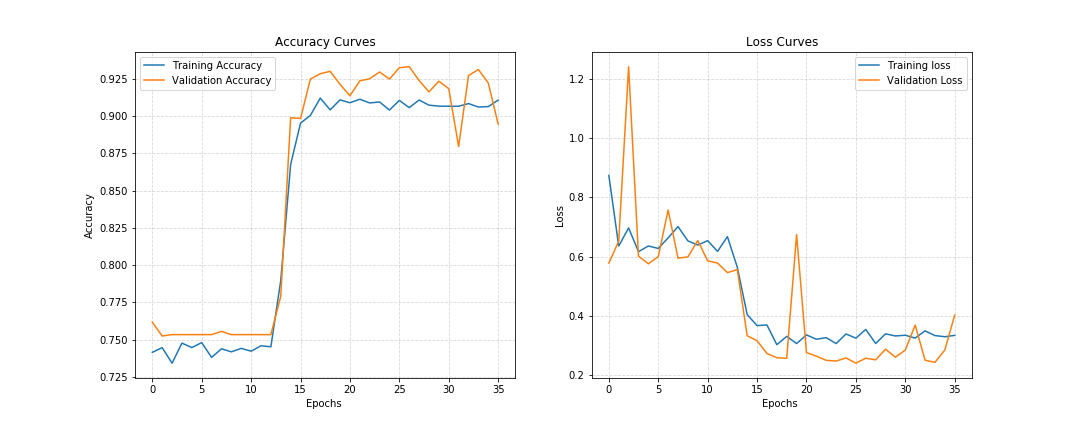 Accuracy Curves
Training Accuracy
Validation Accuracy
0.925
0.900
0.875
0.850
0.825
0.800
0.775
0.750
0.725
Accuracy
0 5 10 15 20 25 30 35
Epochs
Loss Curves
Training loss
Validation Loss
1.2
1.0
0.8
0.6
0.4
0.2
Loss
0 5 10 15 20 25 30 35
Epochs